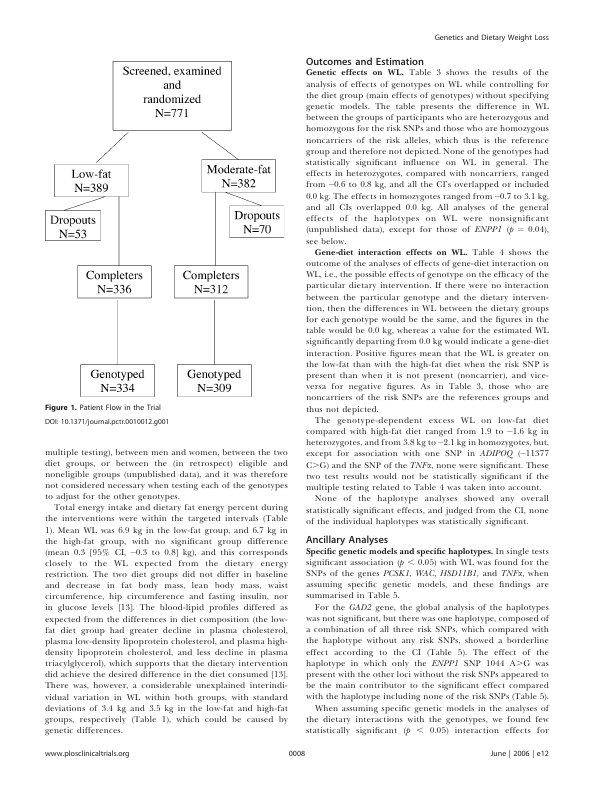 Genetics and Dietary Weight Loss
Screened, examined
and
randomized
N=771
Low-fat
N=389
Moderate-fat
N=382
Dropouts
N=53
Dropouts
N=70
Completers
N=336
Completers
N=312
Genotyped
N=334
Genotyped
N=309
Figure 1. Patient Flow in the Trial
DOI: 10.1371/journal.pctr.0010012.g001
multiple testing), between men and women, between the two
diet groups, or between the (in retrospect) eligible and
noneligible groups (unpublished data), and it was therefore
not considered necessary when testing each of the genotypes
to adjust for the other genotypes.
Total energy intake and dietary fat energy percent during
the interventions were within the targeted intervals (Table
1). Mean WL was 6.9 kg in the low-fat group, and 6.7 kg in
the high-fat group, with no significant group difference
(mean 0.3 [95% CI, −0.3 to 0.8] kg), and this corresponds
closely to the WL expected from the dietary energy
restriction. The two diet groups did not differ in baseline
and decrease in fat body mass, lean body mass, waist
circumference, hip circumference and fasting insulin, nor
in glucose levels [13]. The blood-lipid profiles differed as
expected from the differences in diet composition (the low-
fat diet group had greater decline in plasma cholesterol,
plasma low-density lipoprotein cholesterol, and plasma high-
density lipoprotein cholesterol, and less decline in plasma
triacylglycerol), which supports that the dietary intervention
did achieve the desired difference in the diet consumed [13].
There was, however, a considerable unexplained interindi-
vidual variation in WL within both groups, with standard
deviations of 3.4 kg and 3.5 kg in the low-fat and high-fat
groups, respectively (Table 1), which could be caused by
genetic differences.
Outcomes and Estimation
Genetic effects on WL. Table 3 shows the results of the
analysis of effects of genotypes on WL while controlling for
the diet group (main effects of genotypes) without specifying
genetic models. The table presents the difference in WL
between the groups of participants who are heterozygous and
homozygous for the risk SNPs and those who are homozygous
noncarriers of the risk alleles, which thus is the reference
group and therefore not depicted. None of the genotypes had
statistically significant influence on WL in general. The
effects in heterozygotes, compared with noncarriers, ranged
from −0.6 to 0.8 kg, and all the CI's overlapped or included
0.0 kg. The effects in homozygotes ranged from −0.7 to 3.1 kg,
and all CIs overlapped 0.0 kg. All analyses of the general
effects of the haplotypes on WL were nonsignificant
(unpublished data), except for those of ENPP1 (p = 0.04),
see below.
Gene-diet interaction effects on WL. Table 4 shows the
outcome of the analyses of effects of gene-diet interaction on
WL, i.e., the possible effects of genotype on the efficacy of the
particular dietary intervention. If there were no interaction
between the particular genotype and the dietary interven-
tion, then the differences in WL between the dietary groups
for each genotype would be the same, and the figures in the
table would be 0.0 kg, whereas a value for the estimated WL
significantly departing from 0.0 kg would indicate a gene-diet
interaction. Positive figures mean that the WL is greater on
the low-fat than with the high-fat diet when the risk SNP is
present than when it is not present (noncarrier), and vice-
versa for negative figures. As in Table 3, those who are
noncarriers of the risk SNPs are the references groups and
thus not depicted.
The genotype-dependent excess WL on low-fat diet
compared with high-fat diet ranged from 1.9 to −1.6 kg in
heterozygotes, and from 3.8 kg to −2.1 kg in homozygotes, but,
except for association with one SNP in ADIPOQ (−11377
C>G) and the SNP of the TNFα, none were significant. These
two test results would not be statistically significant if the
multiple testing related to Table 4 was taken into account.
None of the haplotype analyses showed any overall
statistically significant effects, and judged from the CI, none
of the individual haplotypes was statistically significant.
Ancillary Analyses
Specific genetic models and specific haplotypes. In single tests
significant association (p < 0.05) with WL was found for the
SNPs of the genes PCSK1, WAC, HSD11B1, and TNFα, when
assuming specific genetic models, and these findings are
summarised in Table 5.
For the GAD2 gene, the global analysis of the haplotypes
was not significant, but there was one haplotype, composed of
a combination of all three risk SNPs, which compared with
the haplotype without any risk SNPs, showed a borderline
effect according to the CI (Table 5). The effect of the
haplotype in which only the ENPP1 SNP 1044 A>G was
present with the other loci without the risk SNPs appeared to
be the main contributor to the significant effect compared
with the haplotype including none of the risk SNPs (Table 5).
When assuming specific genetic models in the analyses of
the dietary interactions with the genotypes, we found few
statistically significant (p < 0.05) interaction effects for
www.plosclinicaltrials.org
0008
June | 2006 | e12